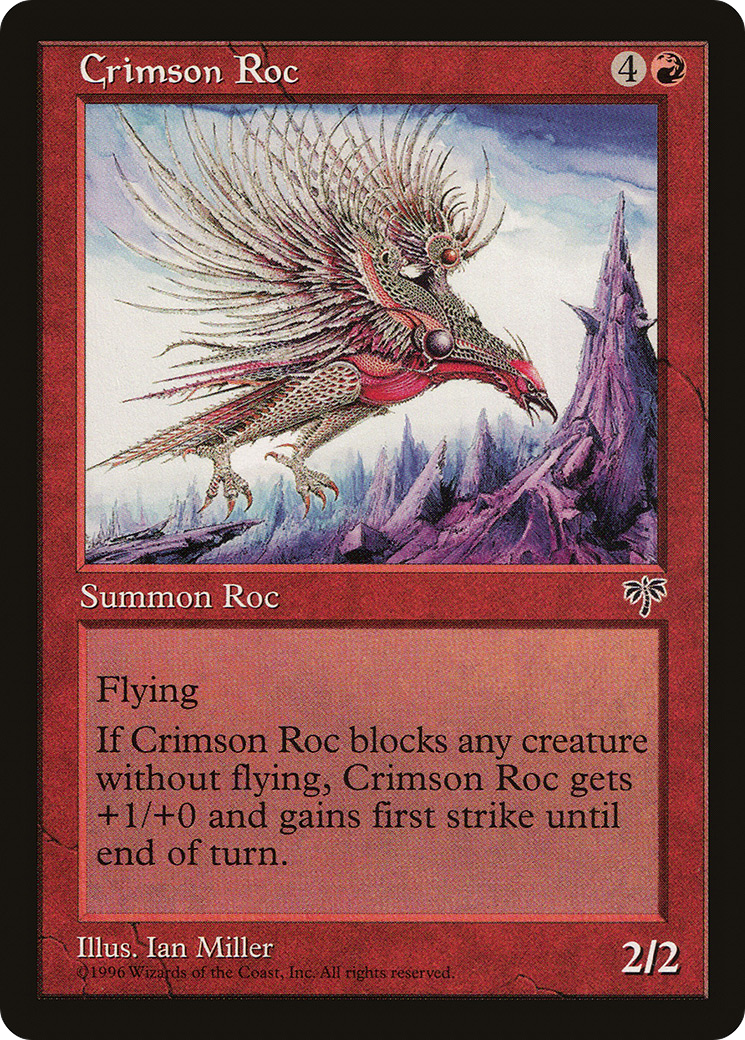 Crimson Roc 4
Summon Roc
Flying
If Crimson Roc blocks any creature
without flying, Crimson Roc gets
+1/+0 and gains first strike until
end of turn.
Illus. Ian Miller
©1996 Wizards of the Coast, Inc. All rights reserved.
2/2